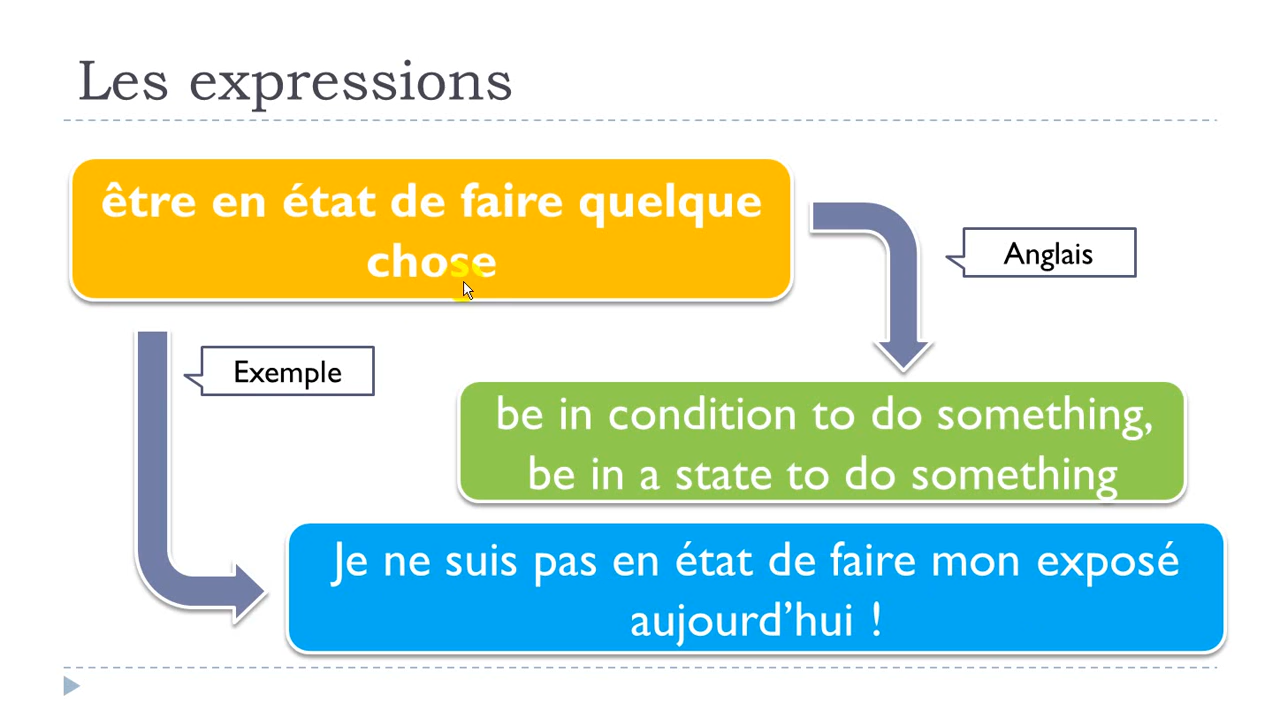 Les expressions
être en état de faire quelque
chose
Anglais
Exemple
be in condition to do something,
be in a state to do something
Je ne suis pas en état de faire mon exposé
aujourd’hui !